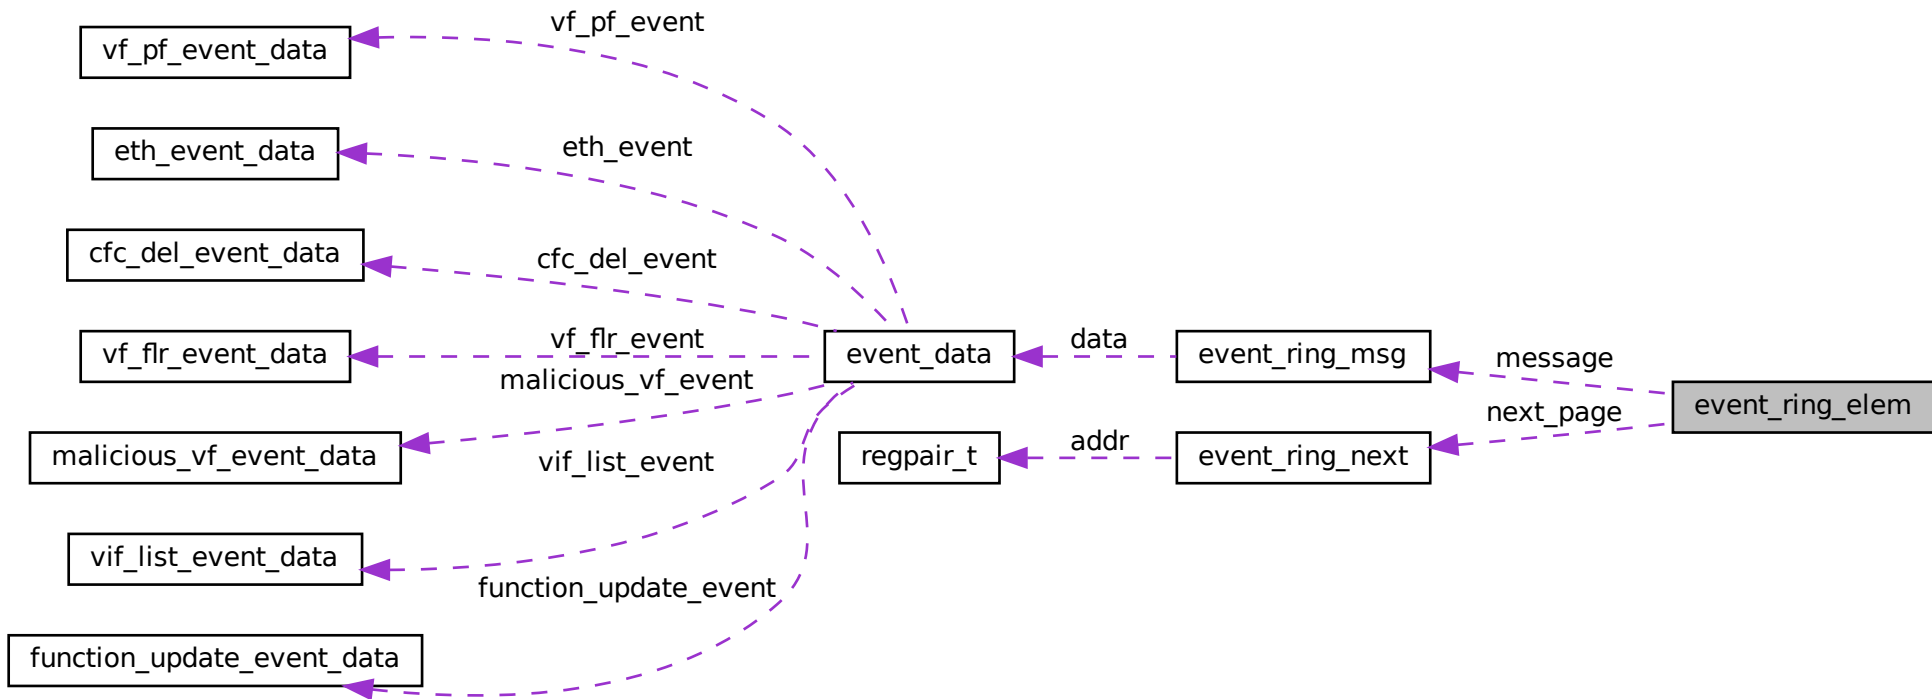 vf_pf_event
vf_pf_event_data
eth_event
eth_event_data
cfc_del_event
cfc_del_event_data
vf_flr_event
vf_flr_event_data
event_data
data
event_ring_msg
message
malicious_vf_event
event_ring_elem
next_page
malicious_vf_event_data
vif_list_event
regpair_t
addr
event_ring_next
vif_list_event_data
function_update_event
function_update_event_data